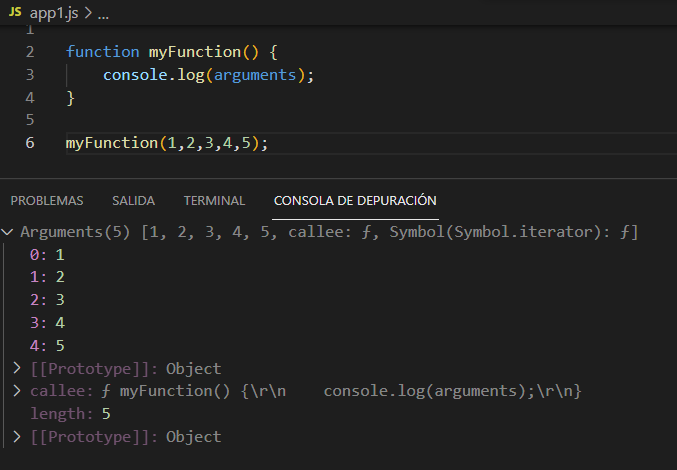 JS app1.js > ...
1
2 function myFunction() {
3 console.log(arguments);
4 }
5
6 myFunction(1,2,3,4,5);
PROBLEMAS SALIDA TERMINAL CONSOLA DE DEPURACIÓN
Arguments(5) [1, 2, 3, 4, 5, callee: ƒ, Symbol(Symbol.iterator): ƒ]
0: 1
1: 2
2: 3
3: 4
4: 5
[[Prototype]]: Object
callee: ƒ myFunction() {\r\n    console.log(arguments);\r\n}
length: 5
[[Prototype]]: Object